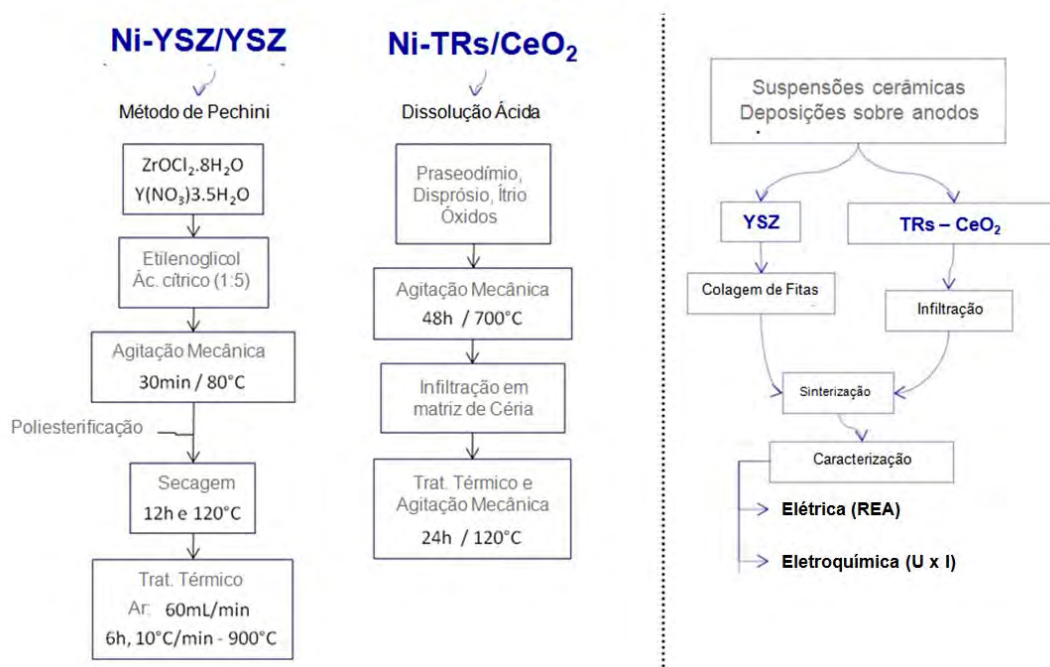 Ni-YSZ/YSZ
Método de Pechini
ZrOCl₂.8H₂O
Y(NO₃)3.5H₂O
Etilenoglicol
Ác. cítrico (1:5)
Agitação Mecânica
30min / 80°C
Poliesterificação
Secagem
12h e 120°C
Trat. Térmico
Ar: 60mL/min
6h, 10°C/min - 900°C
Ni-TRs/CeO₂
Dissolução Ácida
Praseodímio,
Disprósio, Ítrio
Óxidos
Agitação Mecânica
48h / 700°C
Infiltração em
matriz de Céria
Trat. Térmico e
Agitação Mecânica
24h / 120°C
Suspensões cerâmicas
Deposições sobre anodos
YSZ
TRs – CeO₂
Colagem de Fitas
Infiltração
Sinterização
Caracterização
Elétrica (REA)
Eletroquímica (U x I)